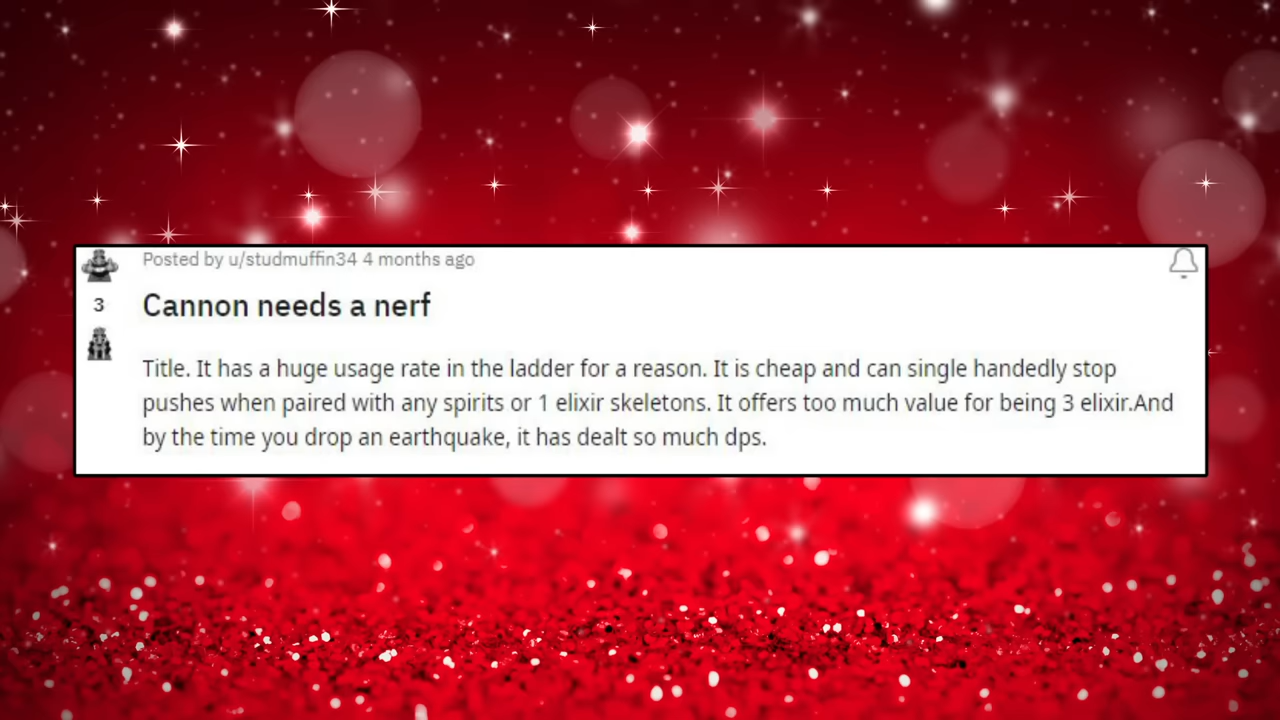 Posted by u/studmuffin34 4 months ago
3
Cannon needs a nerf
Title. It has a huge usage rate in the ladder for a reason. It is cheap and can single handedly stop
pushes when paired with any spirits or 1 elixir skeletons. It offers too much value for being 3 elixir.And
by the time you drop an earthquake, it has dealt so much dps.